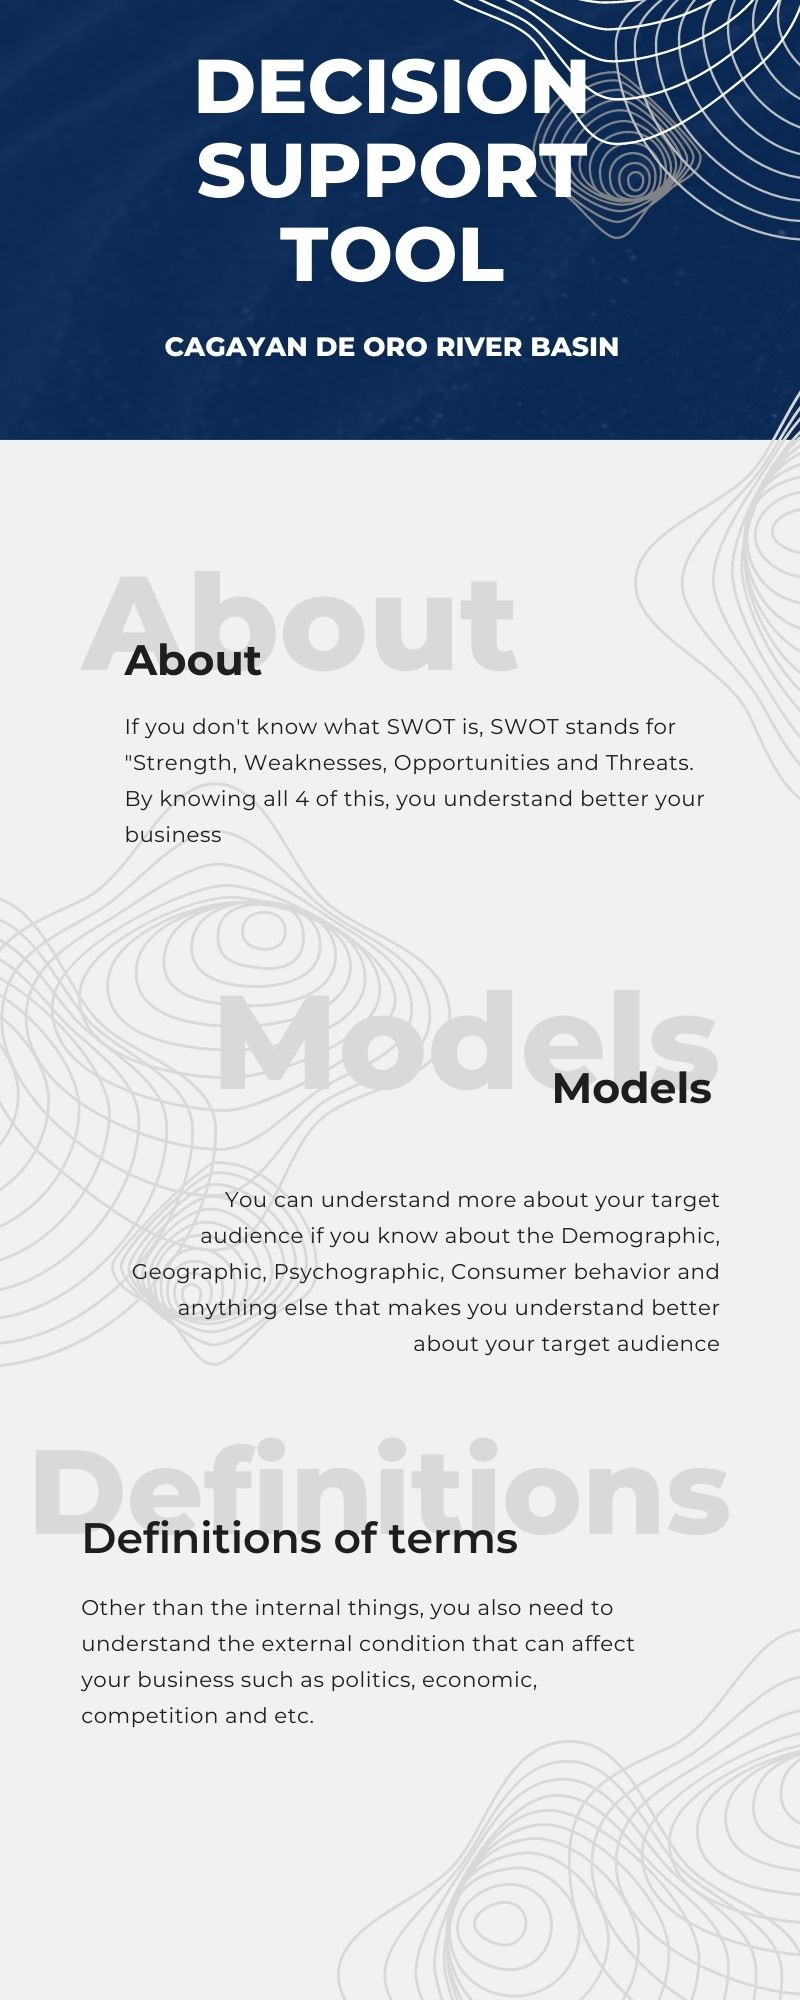 DECISION
SUPPORT
TOOL
CAGAYAN DE ORO RIVER BASIN
About
About
If you don't know what SWOT is, SWOT stands for
"Strength, Weaknesses, Opportunities and Threats.
By knowing all 4 of this, you understand better your
business
Models
Models
You can understand more about your target
audience if you know about the Demographic,
Geographic, Psychographic, Consumer behavior and
anything else that makes you understand better
about your target audience
Definitions
Definitions of terms
Other than the internal things, you also need to
understand the external condition that can affect
your business such as politics, economic,
competition and etc.